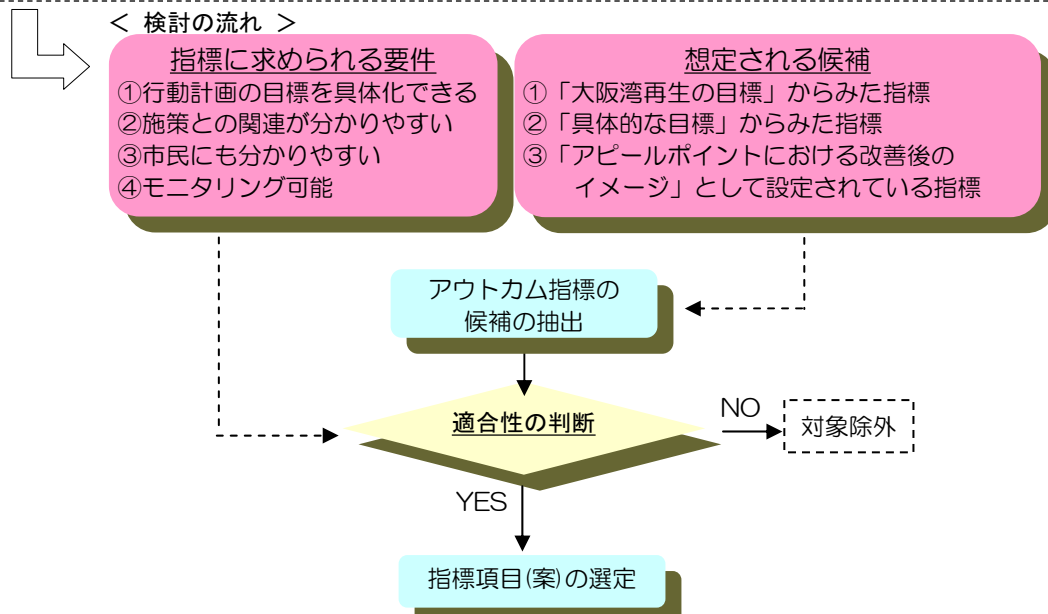 ＜ 検討の流れ ＞
指標に求められる要件
①行動計画の目標を具体化できる
②施策との関連が分かりやすい
③市民にも分かりやすい
④モニタリング可能
想定される候補
①「大阪湾再生の目標」からみた指標
②「具体的な目標」からみた指標
③「アピールポイントにおける改善後の
イメージ」として設定されている指標
アウトカム指標の
候補の抽出
適合性の判断
NO
対象除外
YES
指標項目(案)の選定